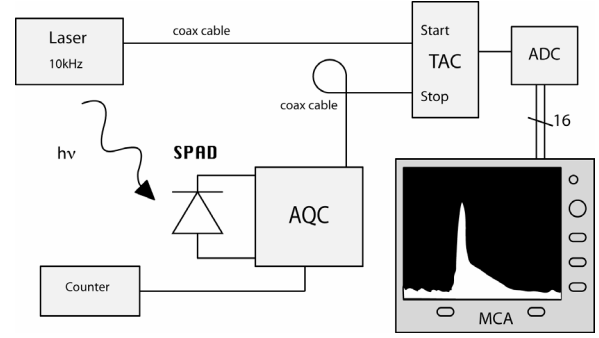 Laser
10kHz
coax cable
Start
TAC
Stop
ADC
16
coax cable
hν
SPAD
AQC
Counter
MCA